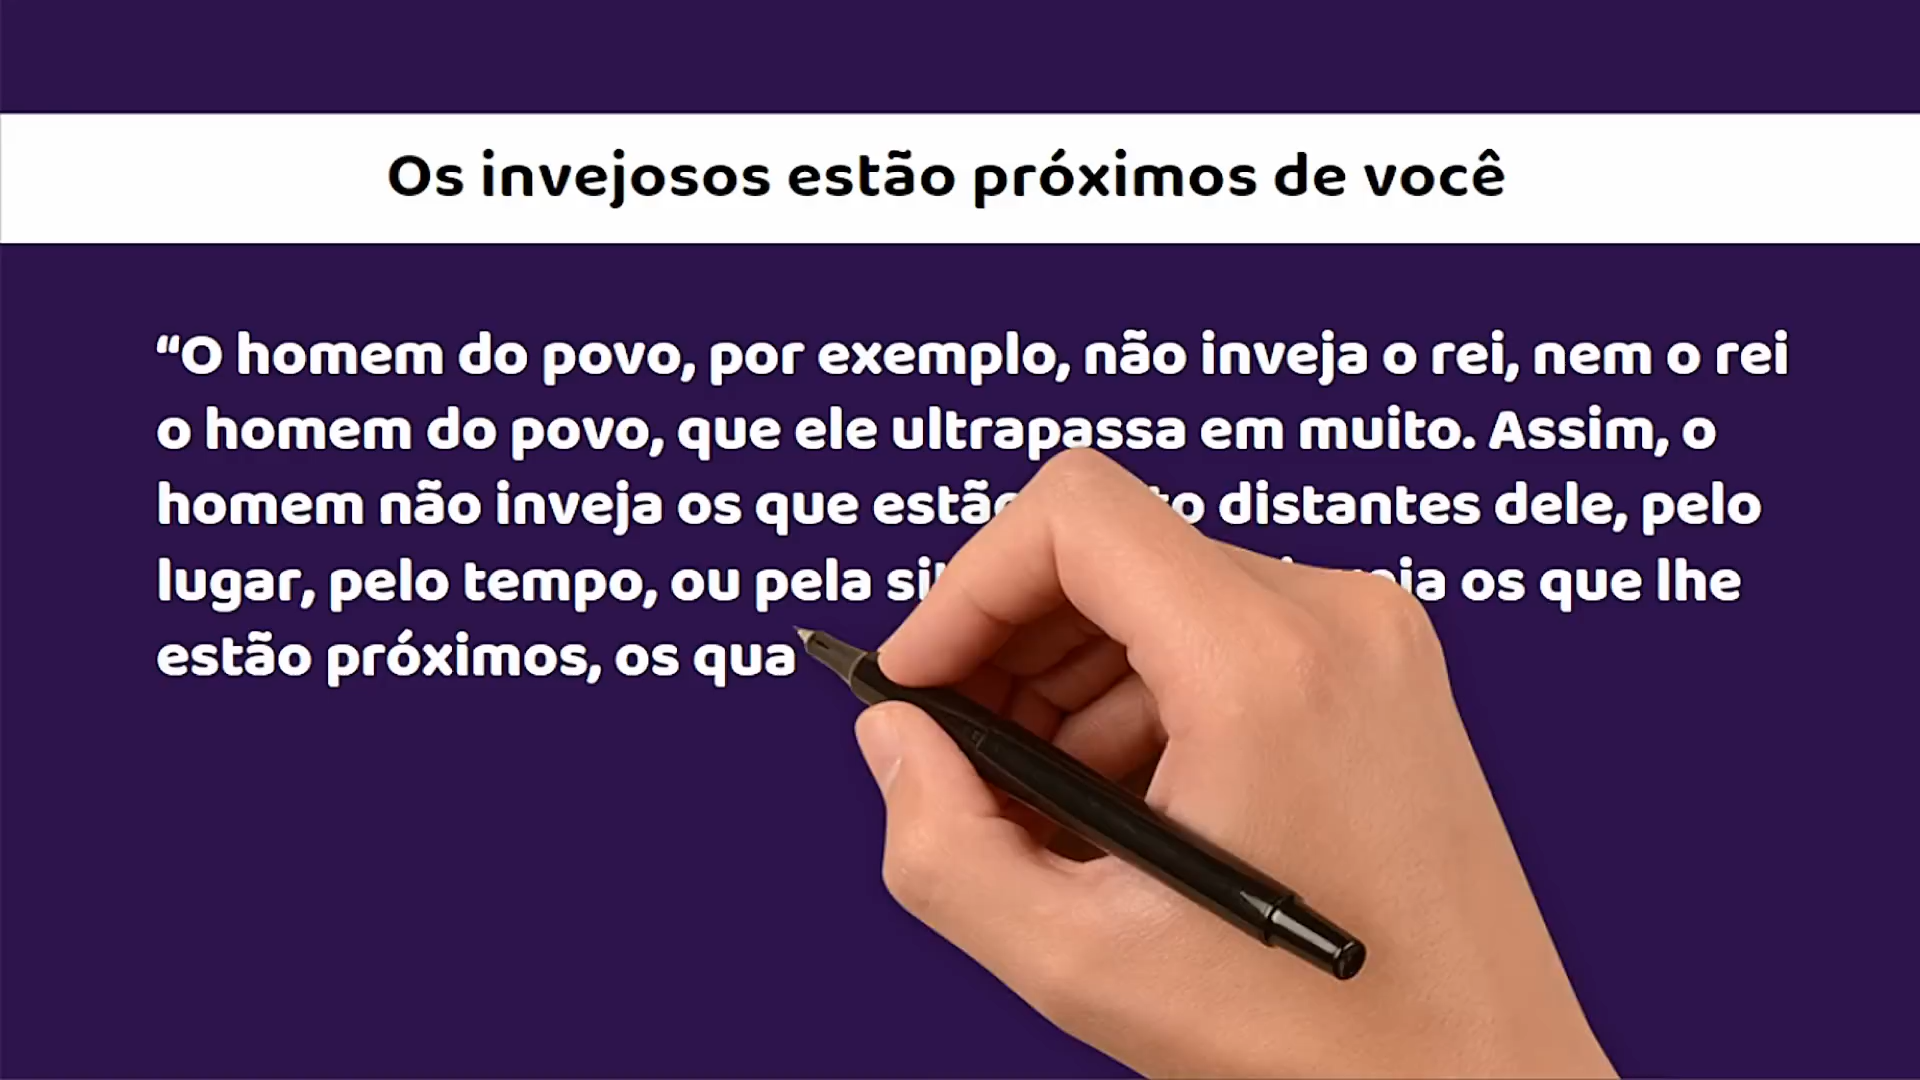 Os invejosos estão próximos de você
“O homem do povo, por exemplo, não inveja o rei, nem o rei
o homem do povo, que ele ultrapassa em muito. Assim, o
homem não inveja os que distantes dele, pelo
lugar, pelo tempo, ou pela os que lhe
estão próximos, os qua